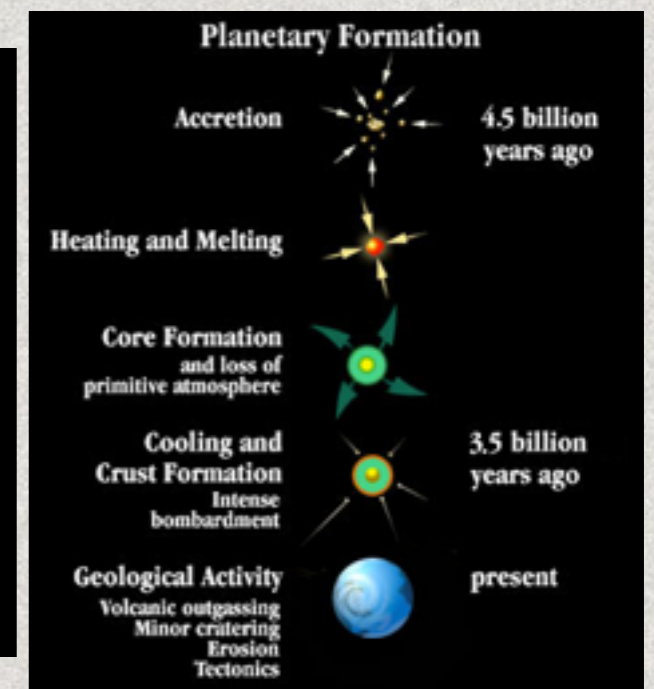 Planetary Formation
Accretion
4.5 billion
years ago
Heating and Melting
Core Formation
and loss of
primitive atmosphere
Cooling and
Crust Formation
Intense
bombardment
3.5 billion
years ago
Geological Activity
Volcanic outgassing
Minor cratering
Erosion
Tectonics
present